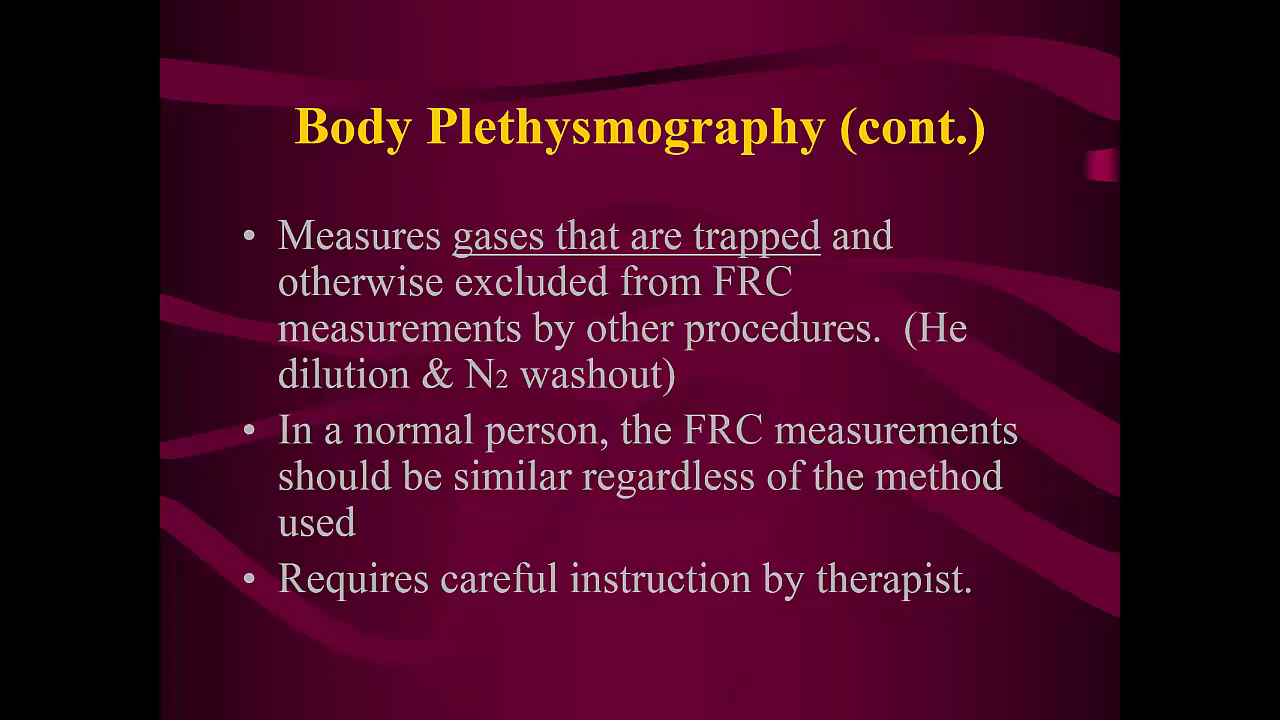 Body Plethysmography (cont.)
• Measures gases that are trapped and
otherwise excluded from FRC
measurements by other procedures.  (He
dilution & N2 washout)
• In a normal person, the FRC measurements
should be similar regardless of the method
used
• Requires careful instruction by therapist.